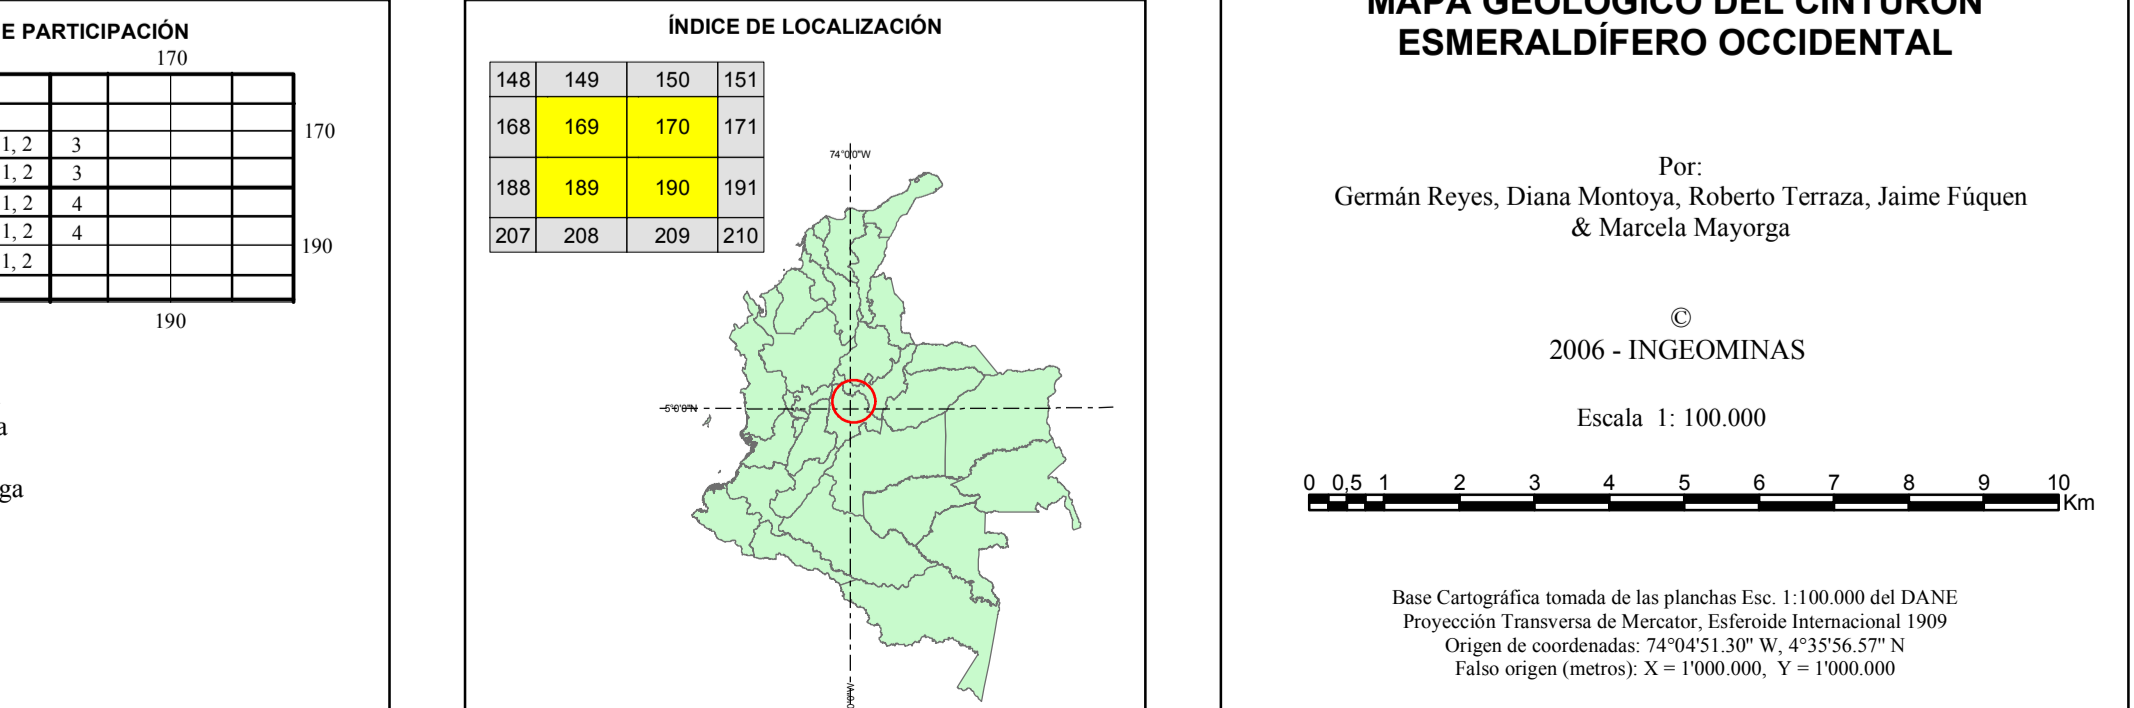 E PARTICIPACIÓN
170
170
1, 2 3
1, 2 3
1, 2 4
1, 2 4
190
1, 2
190
a
ga
ÍNDICE DE LOCALIZACIÓN
148 149 150 151
168 169 170 171
188 189 190 191
207 208 209 210
74°0'0"W
5°0'0"N
0'0"W
MAPA GEOLÓGICO DEL CINTURÓN
ESMERALDÍFERO OCCIDENTAL
Por:
Germán Reyes, Diana Montoya, Roberto Terraza, Jaime Fúquen
& Marcela Mayorga
©
2006 - INGEOMINAS
Escala 1: 100.000
0 0,5 1 2 3 4 5 6 7 8 9 10
Km
Base Cartográfica tomada de las planchas Esc. 1:100.000 del DANE
Proyección Transversa de Mercator, Esferoide Internacional 1909
Origen de coordenadas: 74°04'51.30" W, 4°35'56.57" N
Falso origen (metros): X = 1'000.000, Y = 1'000.000